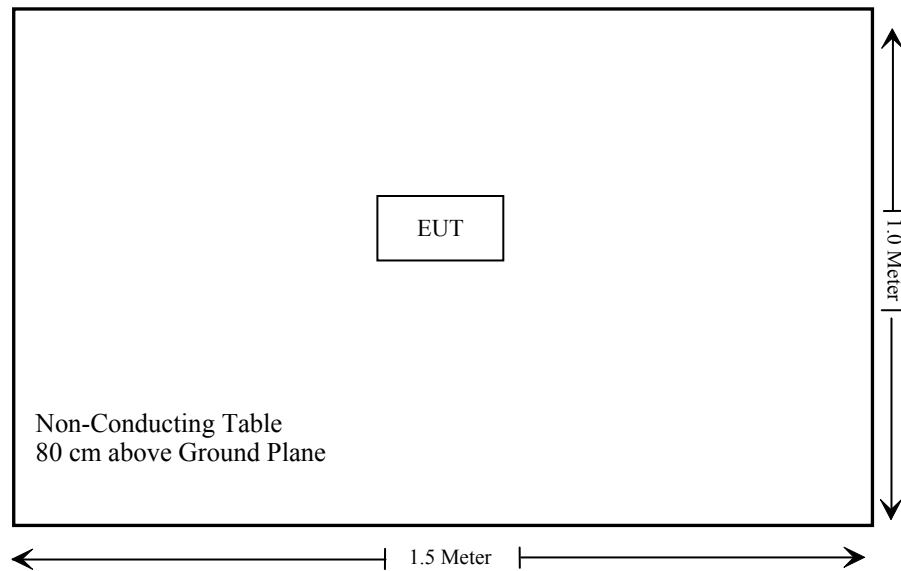 EUT
1.0 Meter
Non-Conducting Table
80 cm above Ground Plane
1.5 Meter